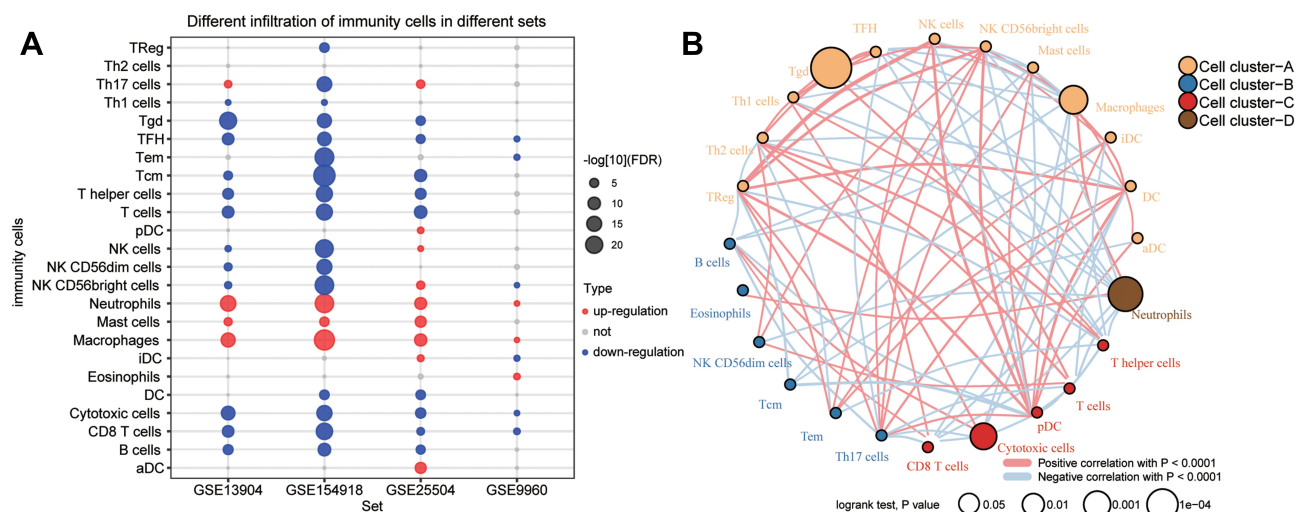 A
Different infiltration of immunity cells in different sets
immunity cells
TReg
Th2 cells
Th17 cells
Th1 cells
Tgd
TFH
Tem
Tcm
T helper cells
T cells
pDC
NK cells
NK CD56dim cells
NK CD56bright cells
Neutrophils
Mast cells
Macrophages
iDC
Eosinophils
DC
Cytotoxic cells
CD8 T cells
B cells
aDC
GSE13904 GSE154918 GSE25504 GSE9960
Set
-log[10](FDR)
5
10
15
20
Type
up-regulation
not
down-regulation
B
NK cells
NK CD56bright cells
TFH
Mast cells
Tgd
Th1 cells
Macrophages
Th2 cells
iDC
TReg
DC
B cells
aDC
Eosinophils
Neutrophils
NK CD56dim cells
T helper cells
Tcm
T cells
Tem
pDC
Th17 cells
Cytotoxic cells
CD8 T cells
Cell cluster-A
Cell cluster-B
Cell cluster-C
Cell cluster-D
Positive correlation with P < 0.0001
Negative correlation with P < 0.0001
logrank test, P value 0.05 0.01 0.001 1e-04